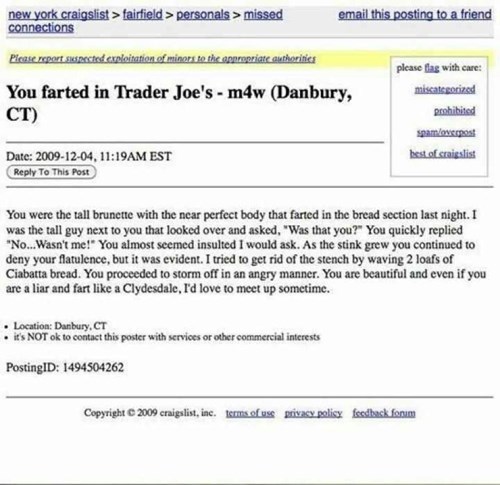 new york craigslist > fairfield > personals > missed connections
email this posting to a friend
Please report suspected exploitation of minors to the appropriate authorities
please flag with care:
miscategorized
prohibited
spam/overpost
best of craigslist
You farted in Trader Joe's - m4w (Danbury,
CT)
Date: 2009-12-04, 11:19AM EST
Reply To This Post
You were the tall brunette with the near perfect body that farted in the bread section last night. I
was the tall guy next to you that looked over and asked, "Was that you?" You quickly replied
"No...Wasn't me!" You almost seemed insulted I would ask. As the stink grew you continued to
deny your flatulence, but it was evident. I tried to get rid of the stench by waving 2 loafs of
Ciabatta bread. You proceeded to storm off in an angry manner. You are beautiful and even if you
are a liar and fart like a Clydesdale, I'd love to meet up sometime.
• Location: Danbury, CT
• it's NOT ok to contact this poster with services or other commercial interests
PostingID: 1494504262
Copyright © 2009 craigslist, inc. terms of use privacy policy feedback forum